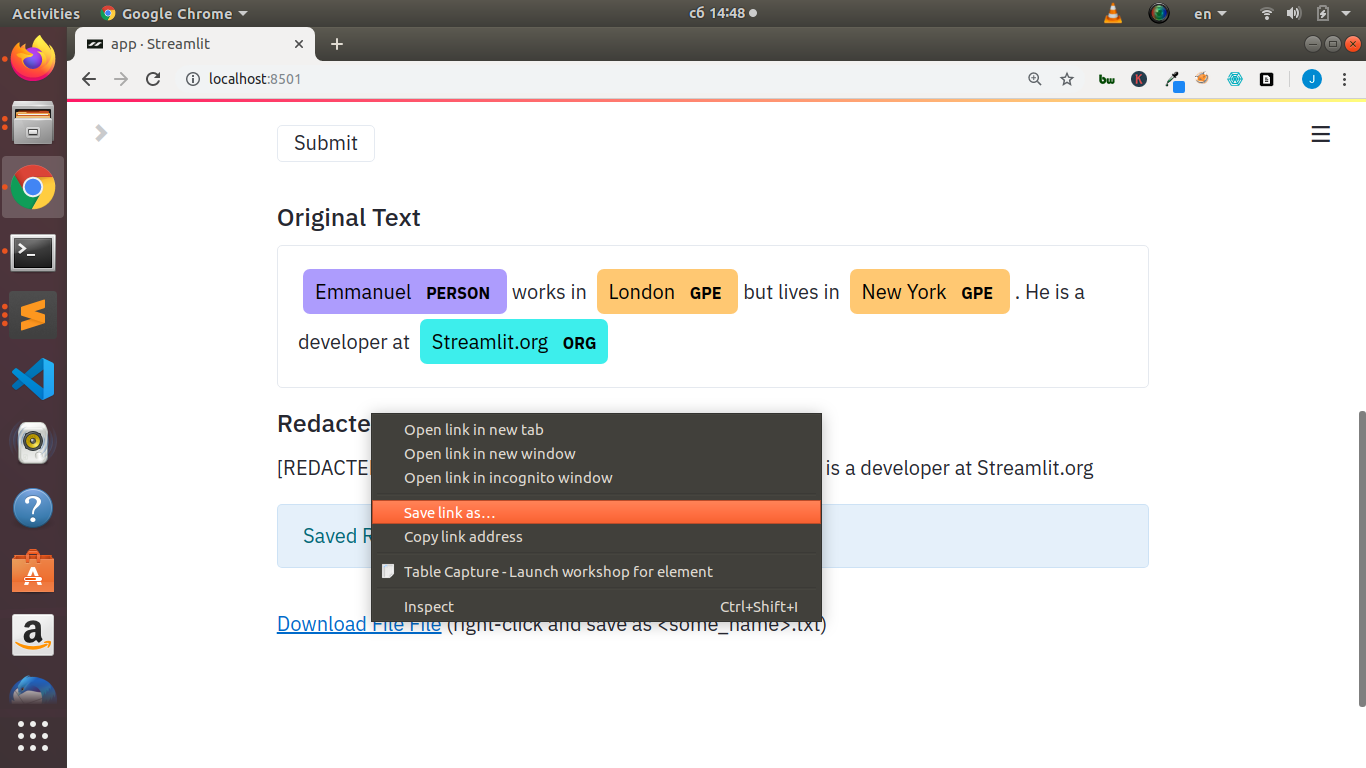 Activities Google Chrome сб 14:48 en
app · Streamlit
localhost:8501 bw K J
Submit
Original Text
Emmanuel PERSON works in London GPE but lives in New York GPE . He is a
developer at Streamlit.org ORG
Redacte
[REDACTE is a developer at Streamlit.org
Saved R
Open link in new tab
Open link in new window
Open link in incognito window
Save link as...
Copy link address
Table Capture - Launch workshop for element
Inspect Ctrl+Shift+I
Download File File (right-click and save as <some_name>.txt)